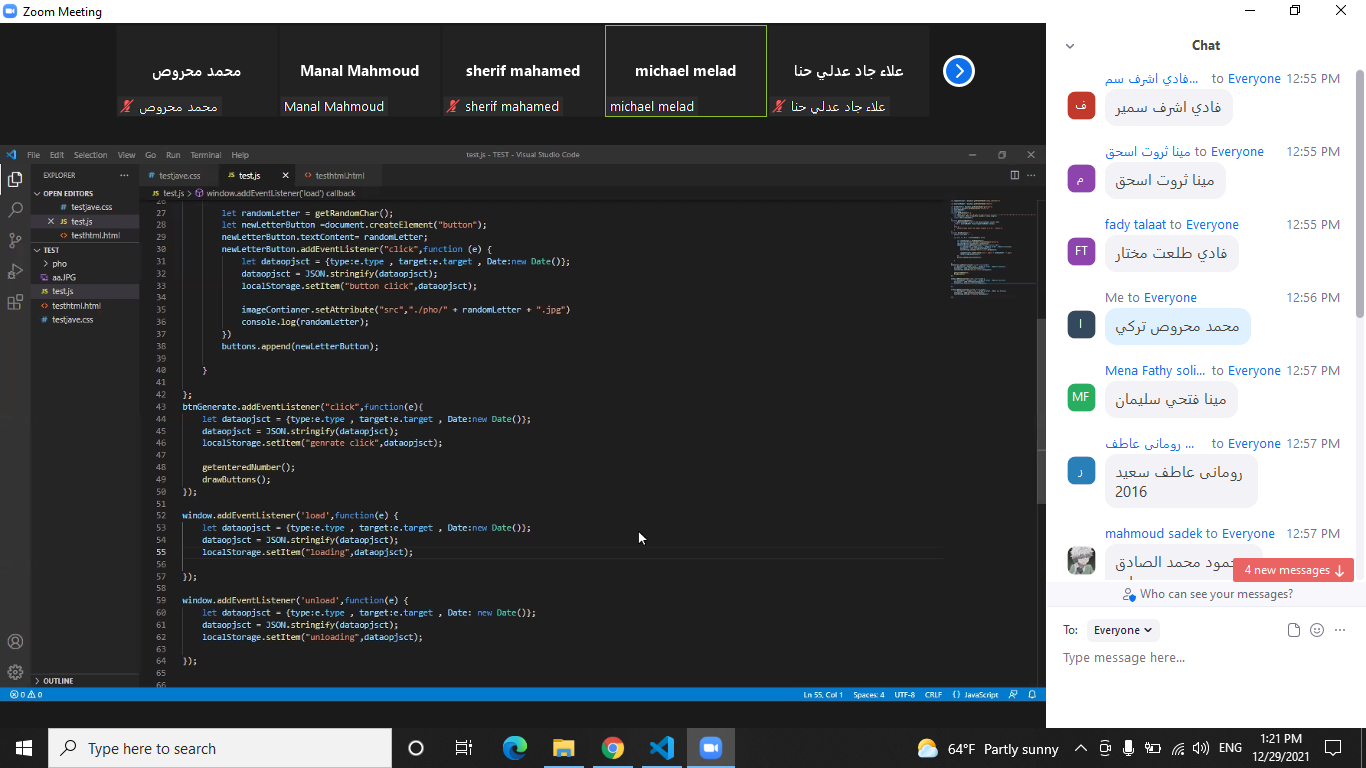 Zoom Meeting
محمد محروص
Manal Mahmoud
sherif mahamed
michael melad
علاء جاد عدلي حنا
محمد محروص
Manal Mahmoud
sherif mahamed
michael melad
علاء جاد عدلي حنا
File Edit Selection View Go Run Terminal Help
test.js - TEST - Visual Studio Code
EXPLORER
OPEN EDITORS
testjave.css
test.js
testhtml.html
TEST
pho
aa.JPG
test.js
testhtml.html
testjave.css
testjave.css
test.js
testhtml.html
test.js > window.addEventListener('load') callback
26
27 let randomLetter = getRandomChar();
28 let newLetterButton =document.createElement("button");
29 newLetterButton.textContent= randomLetter;
30 newLetterButton.addEventListener("click",function (e) {
31 let dataopjsct = {type:e.type , target:e.target , Date:new Date()};
32 dataopjsct = JSON.stringify(dataopjsct);
33 localStorage.setItem("button click",dataopjsct);
34
35 imageContianer.setAttribute("src","./pho/" + randomLetter + ".jpg")
36 console.log(randomLetter);
37 })
38 buttons.append(newLetterButton);
39
40 }
41
42 };
43 btnGenerate.addEventListener("click",function(e){
44 let dataopjsct = {type:e.type , target:e.target , Date:new Date()};
45 dataopjsct = JSON.stringify(dataopjsct);
46 localStorage.setItem("genrate click",dataopjsct);
47
48 getenteredNumber();
49 drawButtons();
50 });
51
52 window.addEventListener('load',function(e) {
53 let dataopjsct = {type:e.type , target:e.target , Date:new Date()};
54 dataopjsct = JSON.stringify(dataopjsct);
55 localStorage.setItem("loading",dataopjsct);
56
57 });
58
59 window.addEventListener('unload',function(e) {
60 let dataopjsct = {type:e.type , target:e.target , Date: new Date()};
61 dataopjsct = JSON.stringify(dataopjsct);
62 localStorage.setItem("unloading",dataopjsct);
63
64 });
65
66
OUTLINE
0 0
Ln 55, Col 1 Spaces: 4 UTF-8 CRLF {} JavaScript
Chat
فادي اشرف سم... to Everyone 12:55 PM
ف
فادي اشرف سمير
مينا ثروت اسحق to Everyone 12:55 PM
م
مينا ثروت اسحق
fady talaat to Everyone 12:55 PM
FT
فادي طلعت مختار
Me to Everyone 12:56 PM
I
محمد محروص تركي
Mena Fathy soli... to Everyone 12:57 PM
MF
مينا فتحي سليمان
رومانى عاطف ... to Everyone 12:57 PM
ر
رومانى عاطف سعيد
2016
mahmoud sadek to Everyone 12:57 PM
محمد الصادق
4 new messages
Who can see your messages?
To: Everyone
Type message here...
Type here to search
64°F Partly sunny
ENG
1:21 PM
12/29/2021